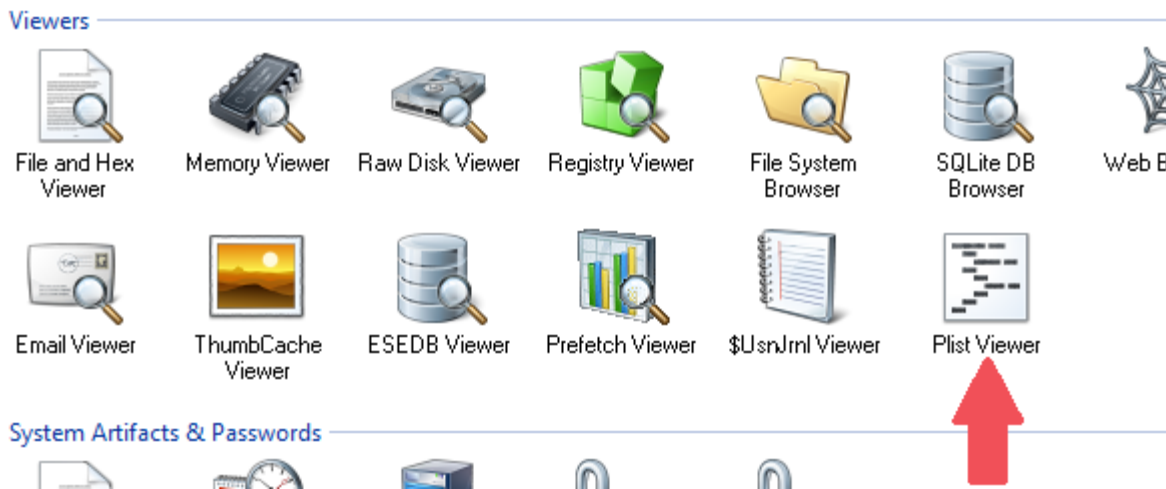 Viewers
File and Hex
Viewer
Memory Viewer
Raw Disk Viewer
Registry Viewer
File System
Browser
SQLite DB
Browser
Web B
Email Viewer
ThumbCache
Viewer
ESEDB Viewer
Prefetch Viewer
$UsnJrnl Viewer
Plist Viewer
System Artifacts & Passwords